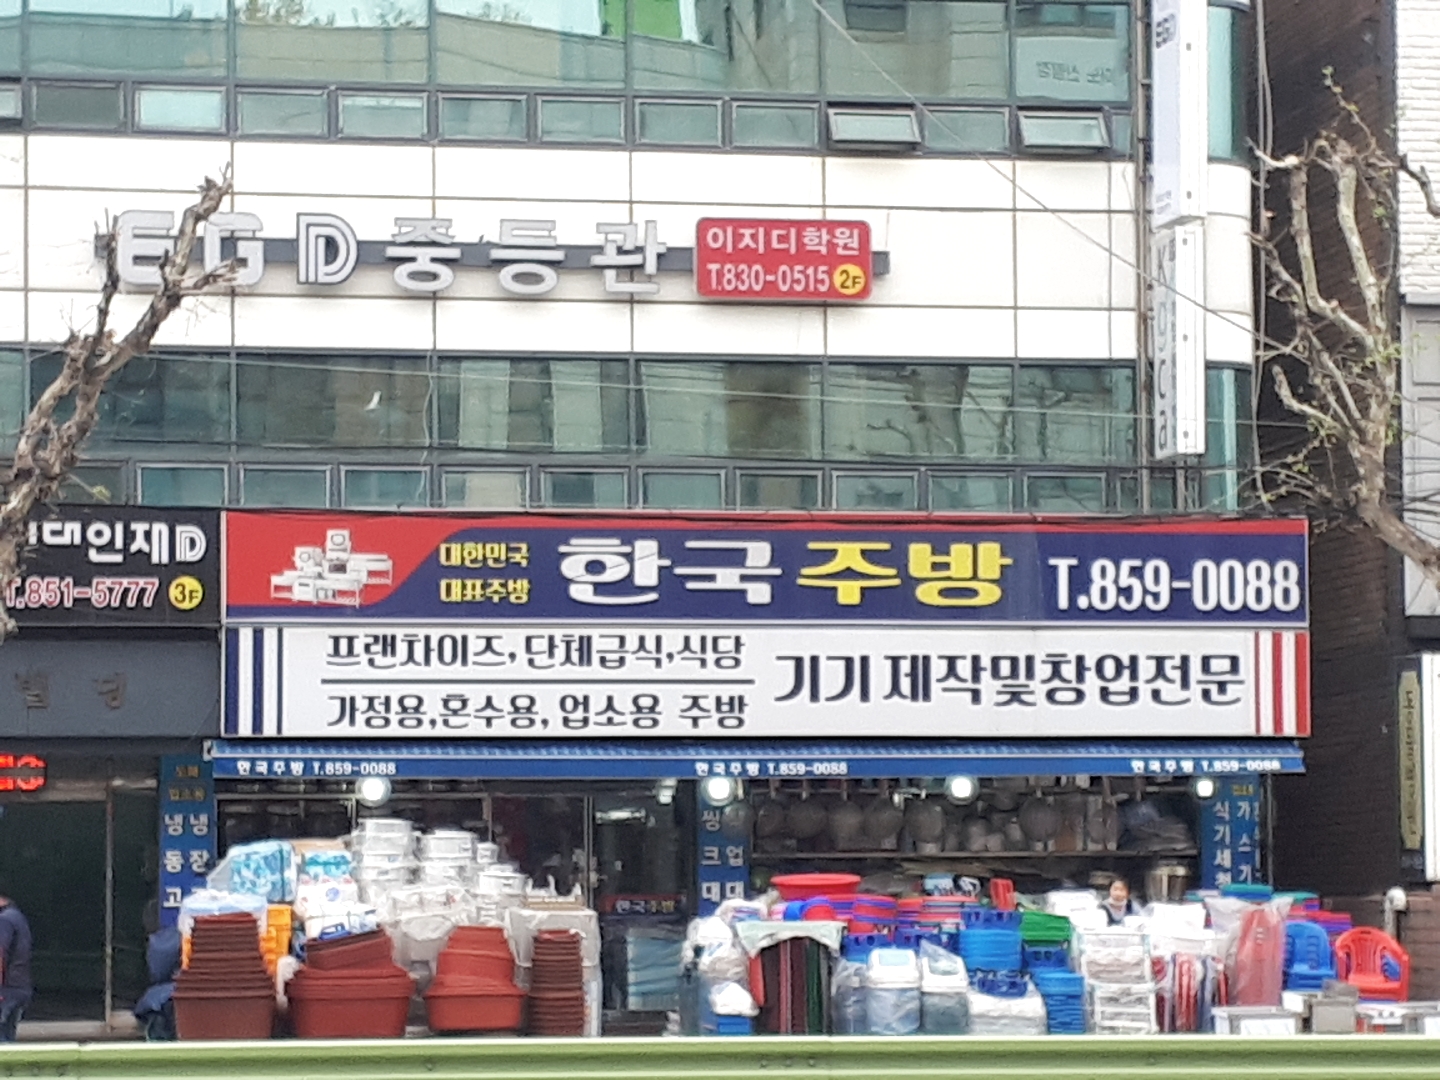 EGD 중등관
이지디학원
T.830-0515 2F
Korea
인재D
T.851-5777 3F
대한민국
대표주방
한국주방 T.859-0088
프랜차이즈,단체급식,식당
가정용,혼수용, 업소용 주방
기기제작및창업전문
한국주방 T.859-0088
한국주방 T.859-0088
한국주방 T.859-0088
냉장
냉동고
씽크대
업대
식기세척
가스기
한국주방